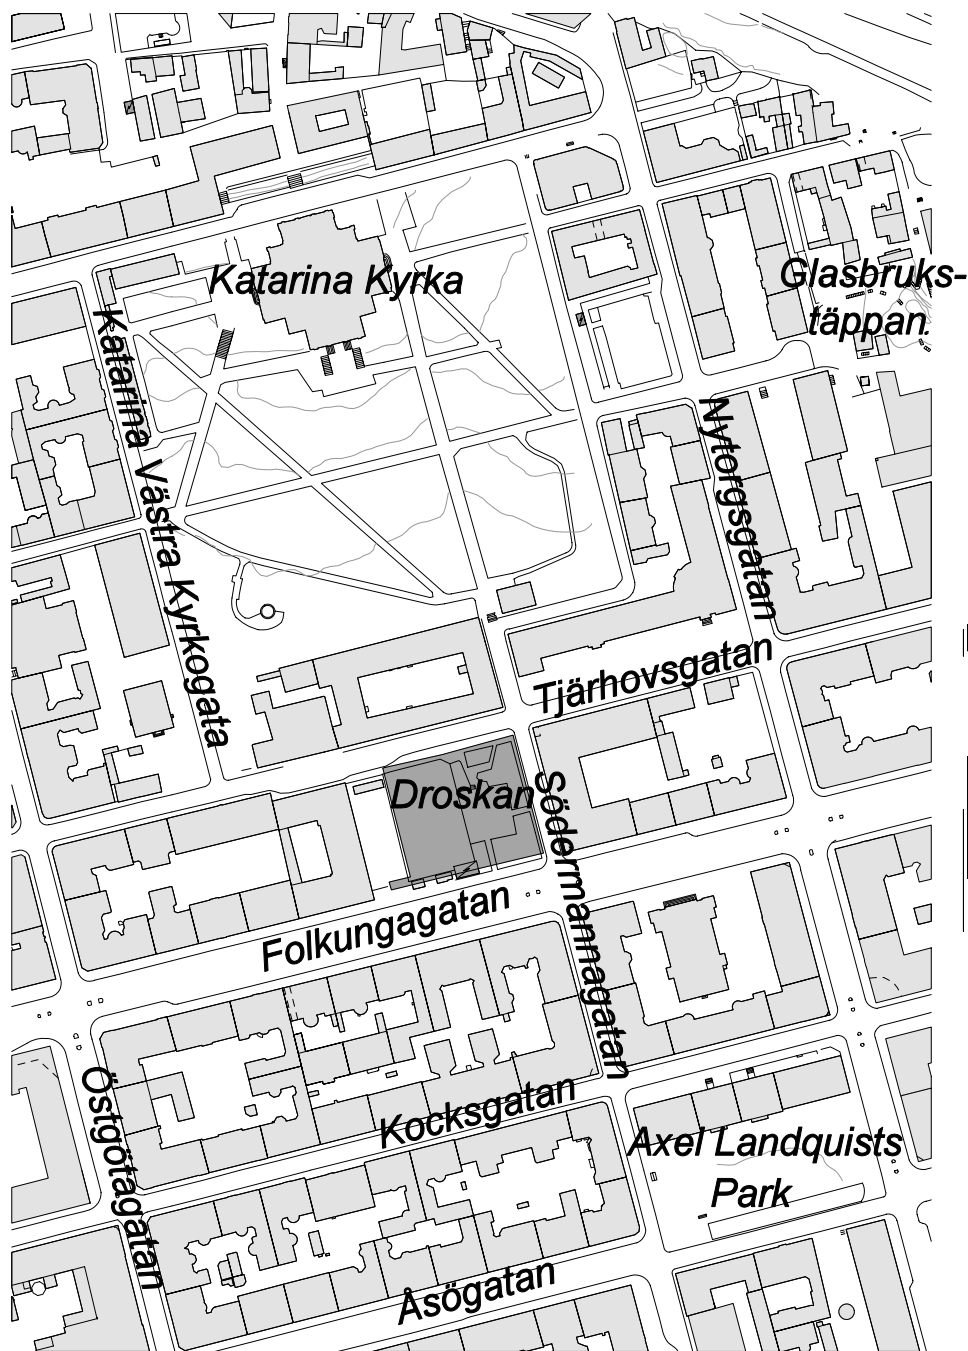 Katarina Kyrka
Glasbruks-
täppan
Katarina Västra Kyrkogata
Nytorgsgatan
Tjärhovsgatan
Droskan
Södermannagatan
Folkungagatan
Östgötagatan
Kocksgatan
Axel Landquists
Park
Åsögatan